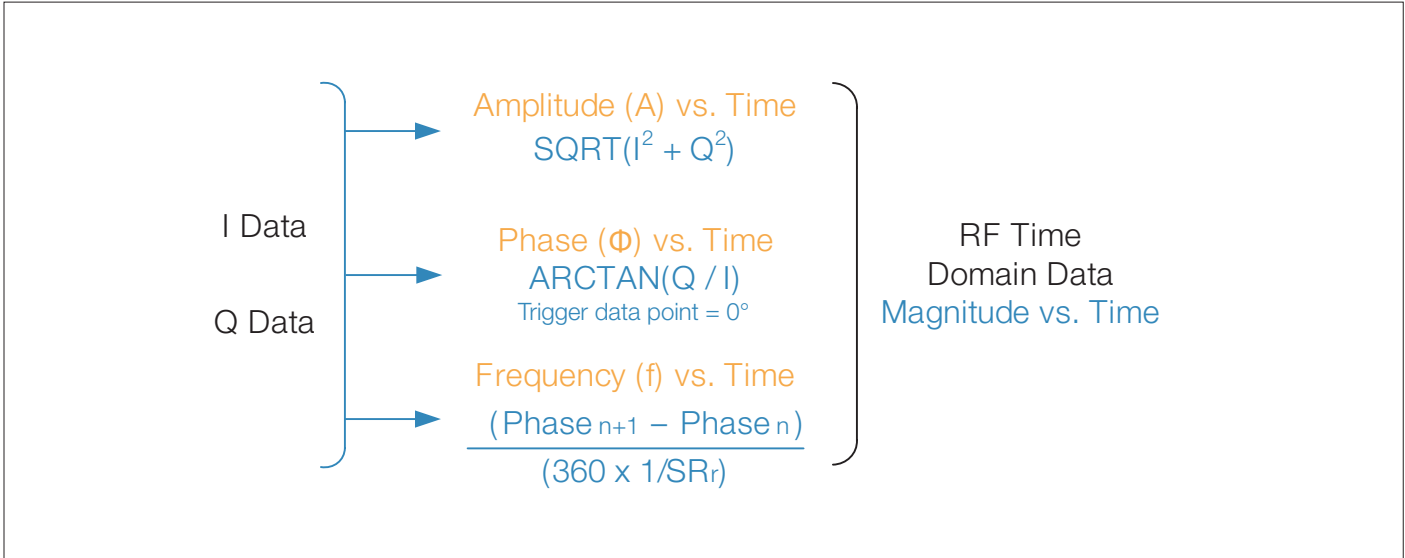 I Data
Q Data
Amplitude (A) vs. Time
SQRT(I² + Q²)
Phase (Φ) vs. Time
ARCTAN(Q / I)
Trigger data point = 0°
Frequency (f) vs. Time
(Phase n+1 – Phase n)
(360 x 1/SRr)
RF Time
Domain Data
Magnitude vs. Time